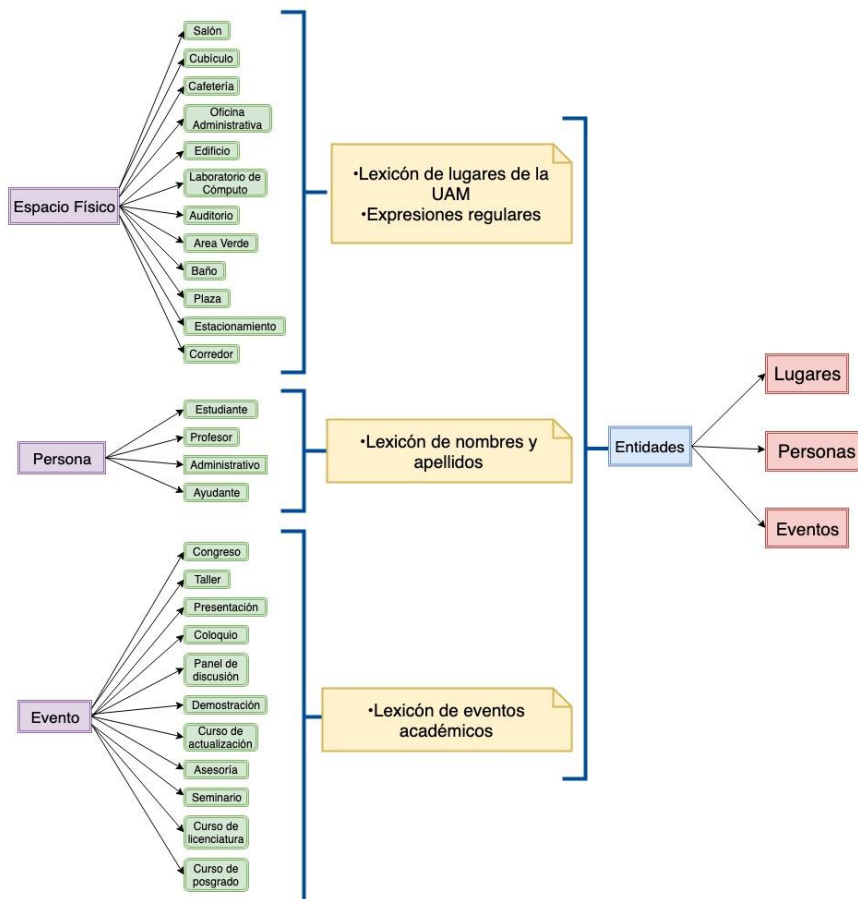 Espacio Físico
Salón
Cubículo
Cafetería
Oficina
Administrativa
Edificio
Laboratorio de
Cómputo
Auditorio
Area Verde
Baño
Plaza
Estacionamiento
Corredor
•Lexicón de lugares de la
UAM
•Expresiones regulares
Persona
Estudiante
Profesor
Administrativo
Ayudante
•Lexicón de nombres y
apellidos
Evento
Congreso
Taller
Presentación
Coloquio
Panel de
discusión
Demostración
Curso de
actualización
Asesoría
Seminario
Curso de
licenciatura
Curso de
posgrado
•Lexicón de eventos
académicos
Entidades
Lugares
Personas
Eventos